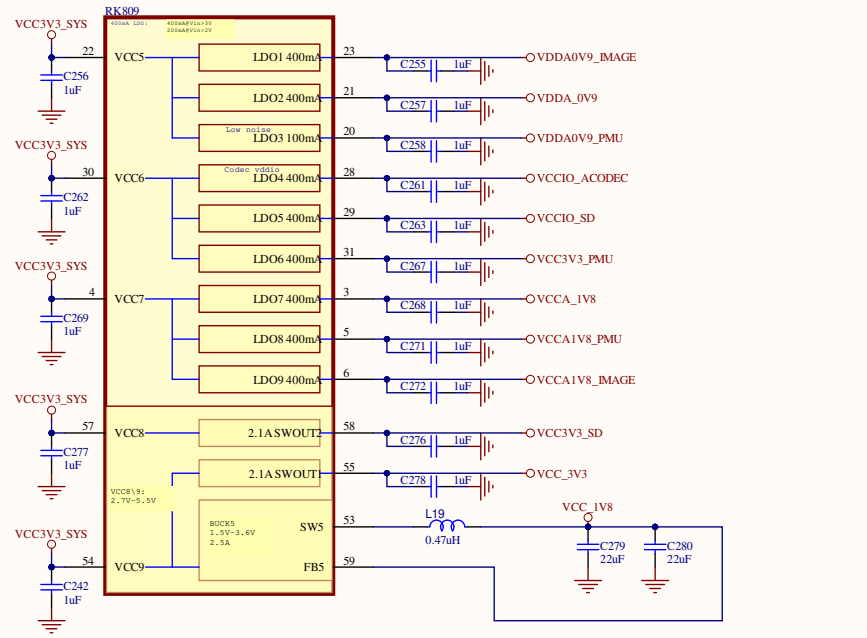 RK809
400mA LDO: 400mA@Vin>3V
200mA@Vin>2V
VCC3V3_SYS
22 VCC5 LDO1 400mA 23 VDDA0V9_IMAGE
C255 1uF
C256
1uF
LDO2 400mA 21 VDDA_0V9
C257 1uF
Low noise
LDO3 100mA 20 VDDA0V9_PMU
C258 1uF
VCC3V3_SYS
Codec vddio
30 VCC6 LDO4 400mA 28 VCCIO_ACODEC
C261 1uF
C262
1uF
LDO5 400mA 29 VCCIO_SD
C263 1uF
LDO6 400mA 31 VCC3V3_PMU
C267 1uF
VCC3V3_SYS
4 VCC7 LDO7 400mA 3 VCCA_1V8
C268 1uF
C269
1uF
LDO8 400mA 5 VCCA1V8_PMU
C271 1uF
LDO9 400mA 6 VCCA1V8_IMAGE
C272 1uF
VCC3V3_SYS
57 VCC8 2.1A SWOUT2 58 VCC3V3_SD
C276 1uF
C277
1uF
2.1A SWOUT1 55 VCC_3V3
C278 1uF
VCC8\9:
2.7V-5.5V
BUCK5
1.5V-3.6V
2.5A
SW5 53 L19
0.47uH
VCC_1V8
C279
22uF
C280
22uF
VCC3V3_SYS
54 VCC9 FB5 59
C242
1uF